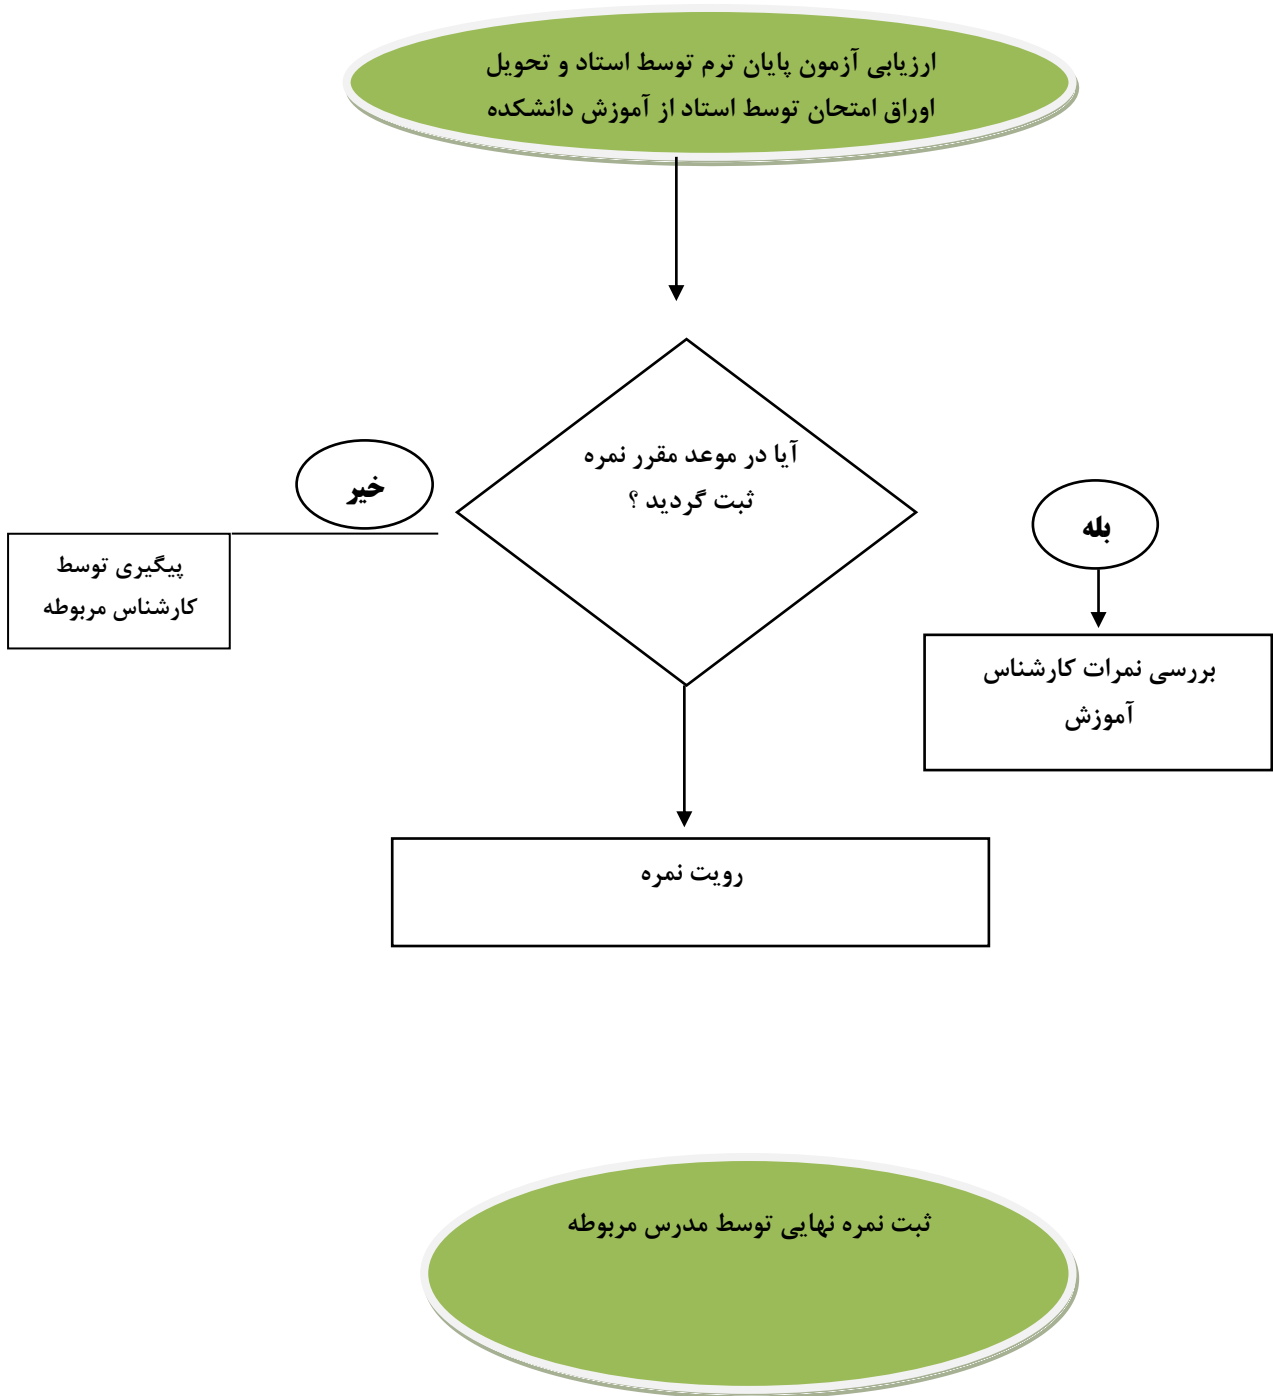 ارزیابی آزمون پایان ترم توسط استاد و تحویل
اوراق امتحان توسط استاد از آموزش دانشکده
آیا در موعد مقرر نمره
ثبت گردید ؟
خیر
بله
پیگیری توسط
کارشناس مربوطه
بررسی نمرات کارشناس
آموزش
رویت نمره
ثبت نمره نهایی توسط مدرس مربوطه